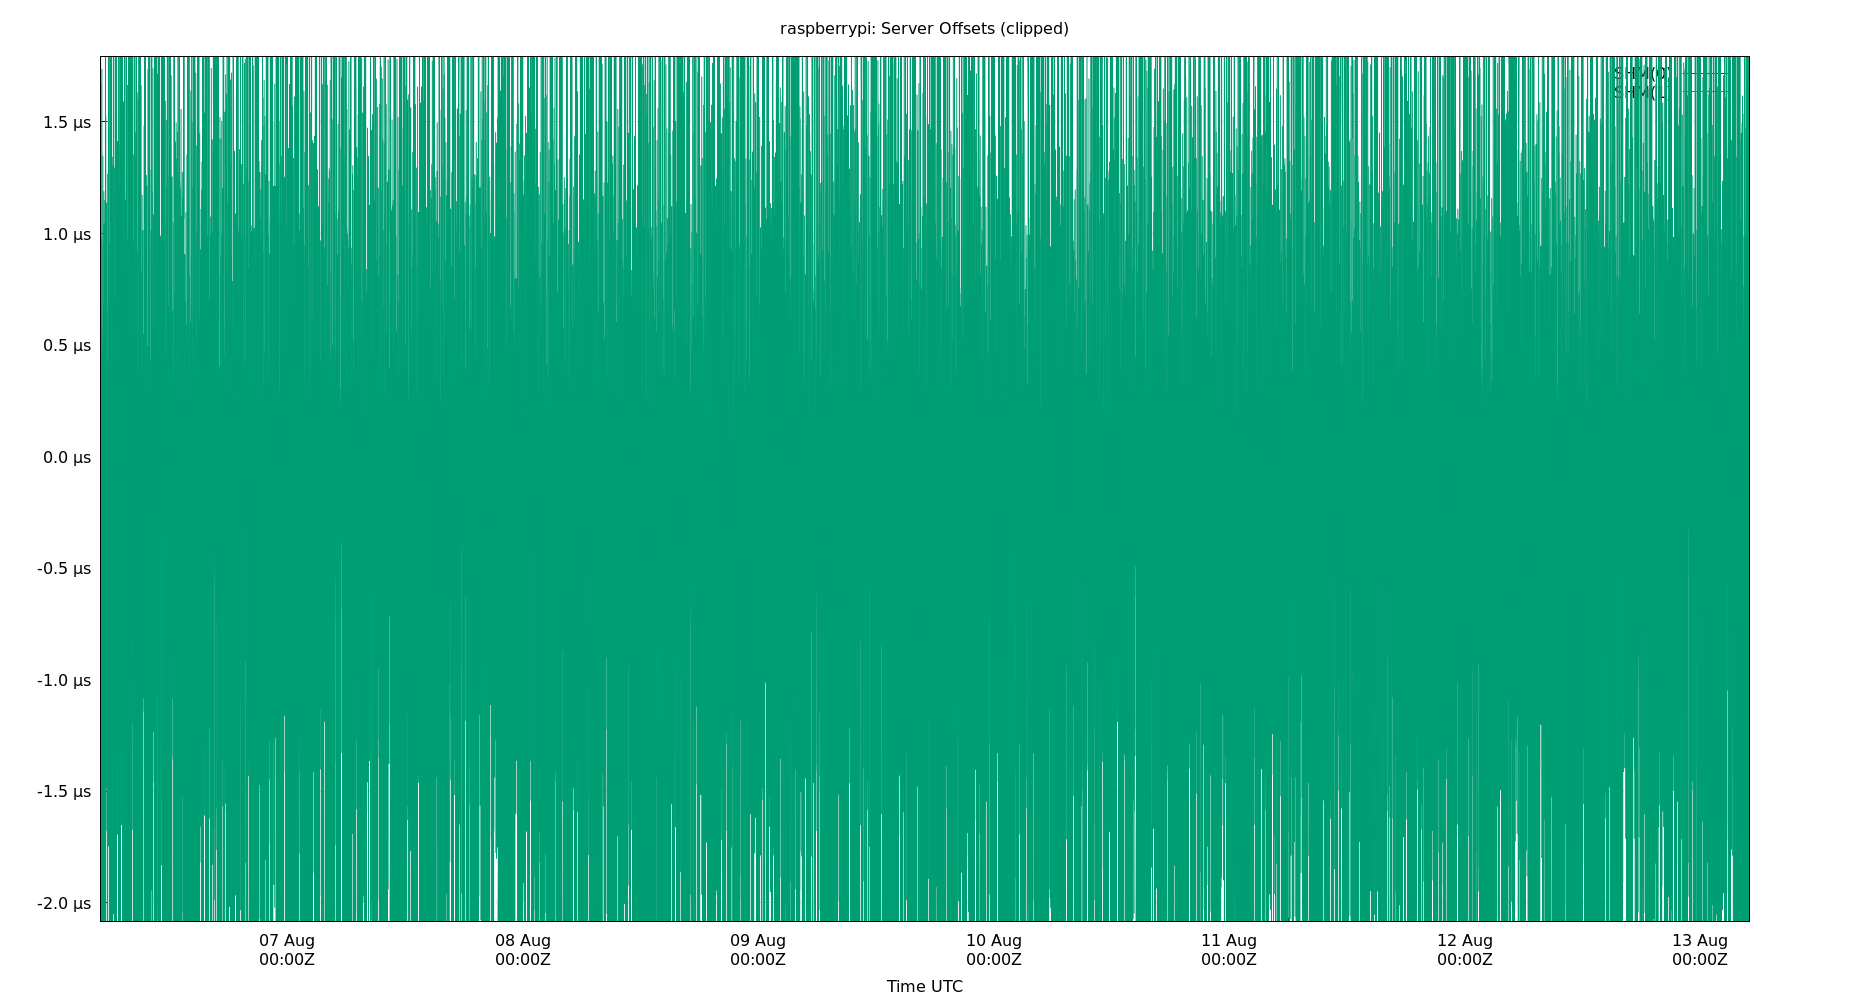 raspberrypi: Server Offsets (clipped)
SHM(0)
1.5 µs
1.0 µs
0.5 µs
0.0 µs
-0.5 µs
-1.0 µs
-1.5 µs
-2.0 µs
07 Aug 08 Aug 09 Aug 10 Aug 11 Aug 12 Aug 13 Aug
00:00Z 00:00Z 00:00Z 00:00Z 00:00Z 00:00Z 00:00Z
Time UTC